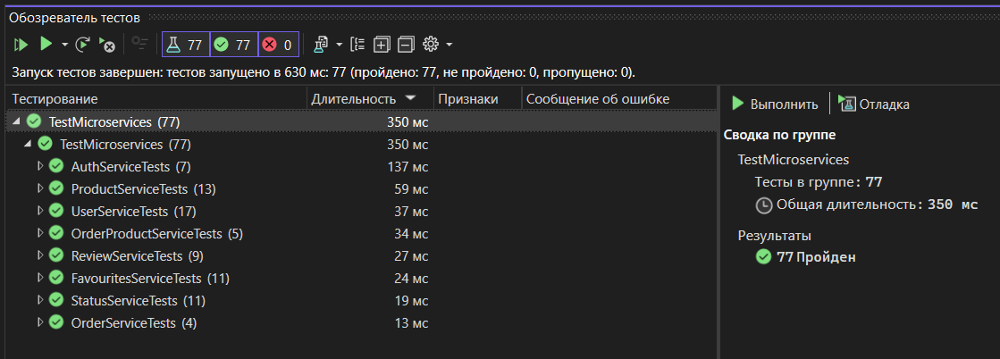 Обозреватель тестов
77 77 0
Запуск тестов завершен: тестов запущено в 630 мс: 77 (пройдено: 77, не пройдено: 0, пропущено: 0).
Тестирование Длительность Признаки Сообщение об ошибке
TestMicroservices (77) 350 мс
TestMicroservices (77) 350 мс
AuthServiceTests (7) 137 мс
ProductServiceTests (13) 59 мс
UserServiceTests (17) 37 мс
OrderProductServiceTests (5) 34 мс
ReviewServiceTests (9) 27 мс
FavouritesServiceTests (11) 24 мс
StatusServiceTests (11) 19 мс
OrderServiceTests (4) 13 мс
Выполнить Отладка
Сводка по группе
TestMicroservices
Тесты в группе: 77
Общая длительность: 350 мс
Результаты
77 Пройден